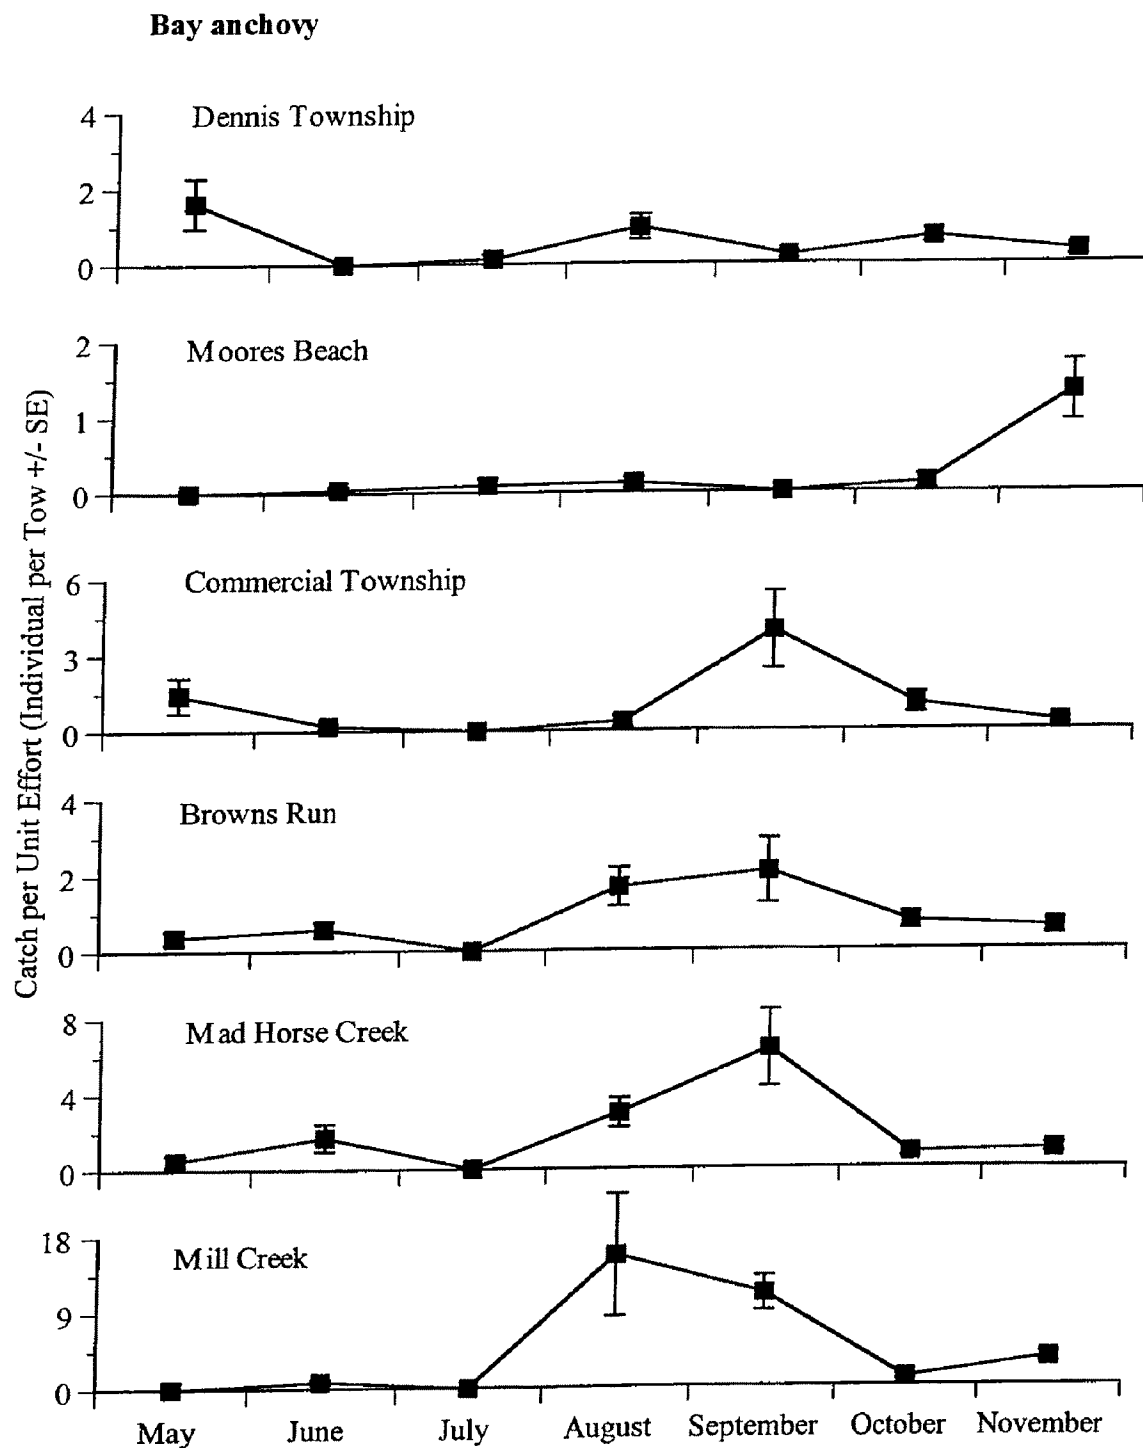 Bay anchovy
Dennis Township
4
2
0
Moores Beach
2
1
0
Commercial Township
6
3
0
Browns Run
4
2
0
Mad Horse Creek
8
4
0
Mill Creek
18
9
0
Catch per Unit Effort (Individual per Tow +/- SE)
May June July August September October November